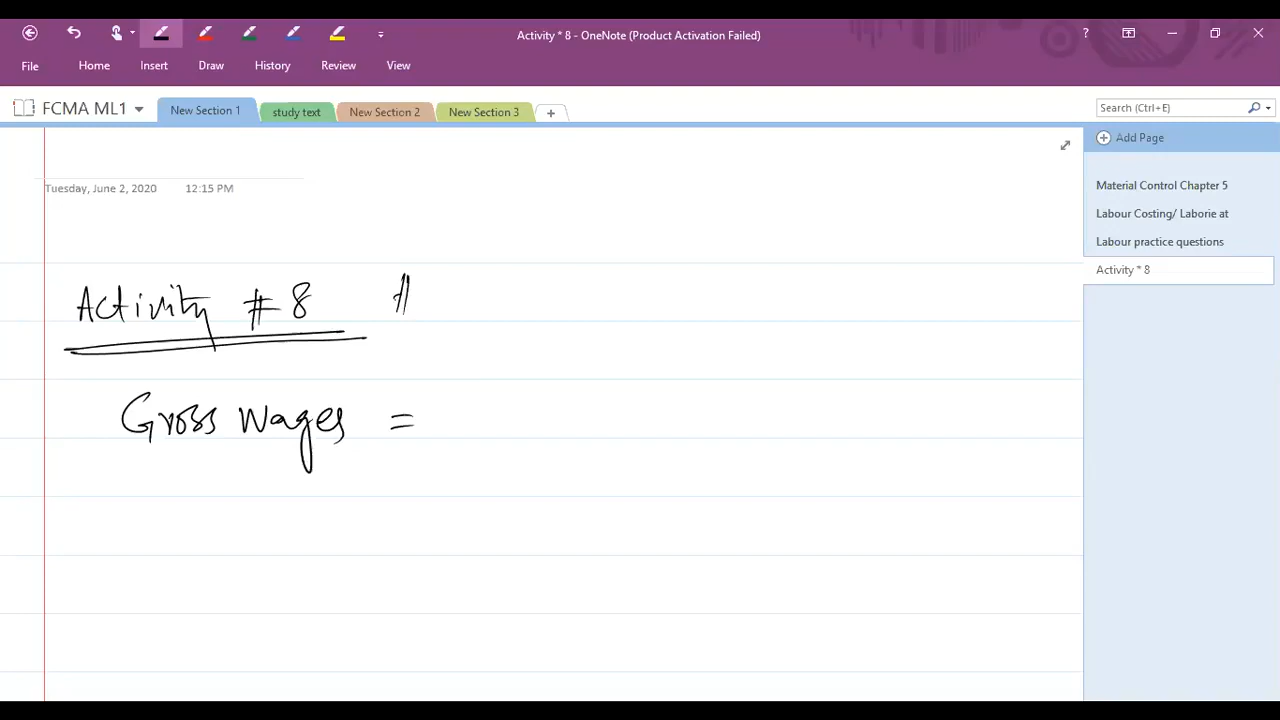 Activity * 8 - OneNote (Product Activation Failed)
?
File Home Insert Draw History Review View
FCMA ML1 New Section 1 study text New Section 2 New Section 3 +
Search (Ctrl+E)
Add Page
Tuesday, June 2, 2020 12:15 PM
Material Control Chapter 5
Labour Costing/ Laborie at
Labour practice questions
Activity * 8
Activity # 8
Gross Wages =